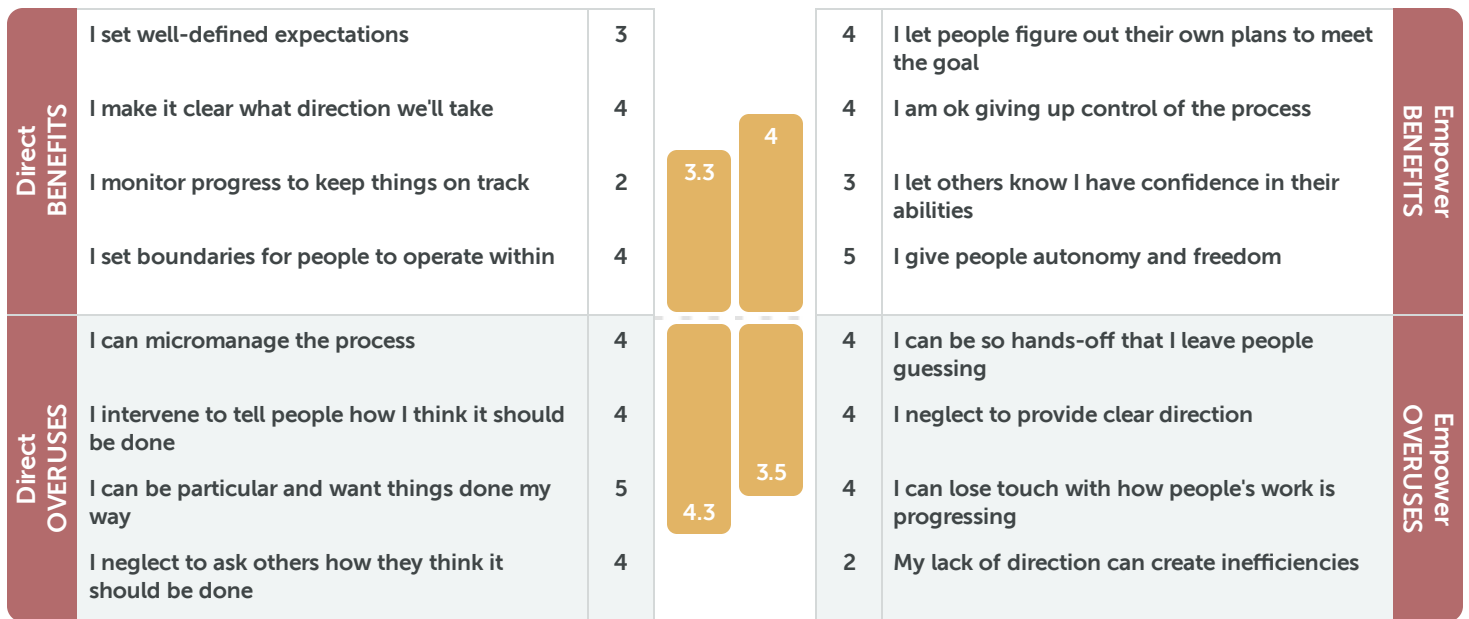 Direct
BENEFITS
I set well-defined expectations
3
I make it clear what direction we'll take
4
I monitor progress to keep things on track
2
I set boundaries for people to operate within
4
Direct
OVERUSES
I can micromanage the process
4
I intervene to tell people how I think it should
be done
4
I can be particular and want things done my
way
5
I neglect to ask others how they think it
should be done
4
3.3
4
4.3
3.5
4
I let people figure out their own plans to meet
the goal
4
I am ok giving up control of the process
3
I let others know I have confidence in their
abilities
5
I give people autonomy and freedom
Empower
BENEFITS
4
I can be so hands-off that I leave people
guessing
4
I neglect to provide clear direction
4
I can lose touch with how people's work is
progressing
2
My lack of direction can create inefficiencies
Empower
OVERUSES